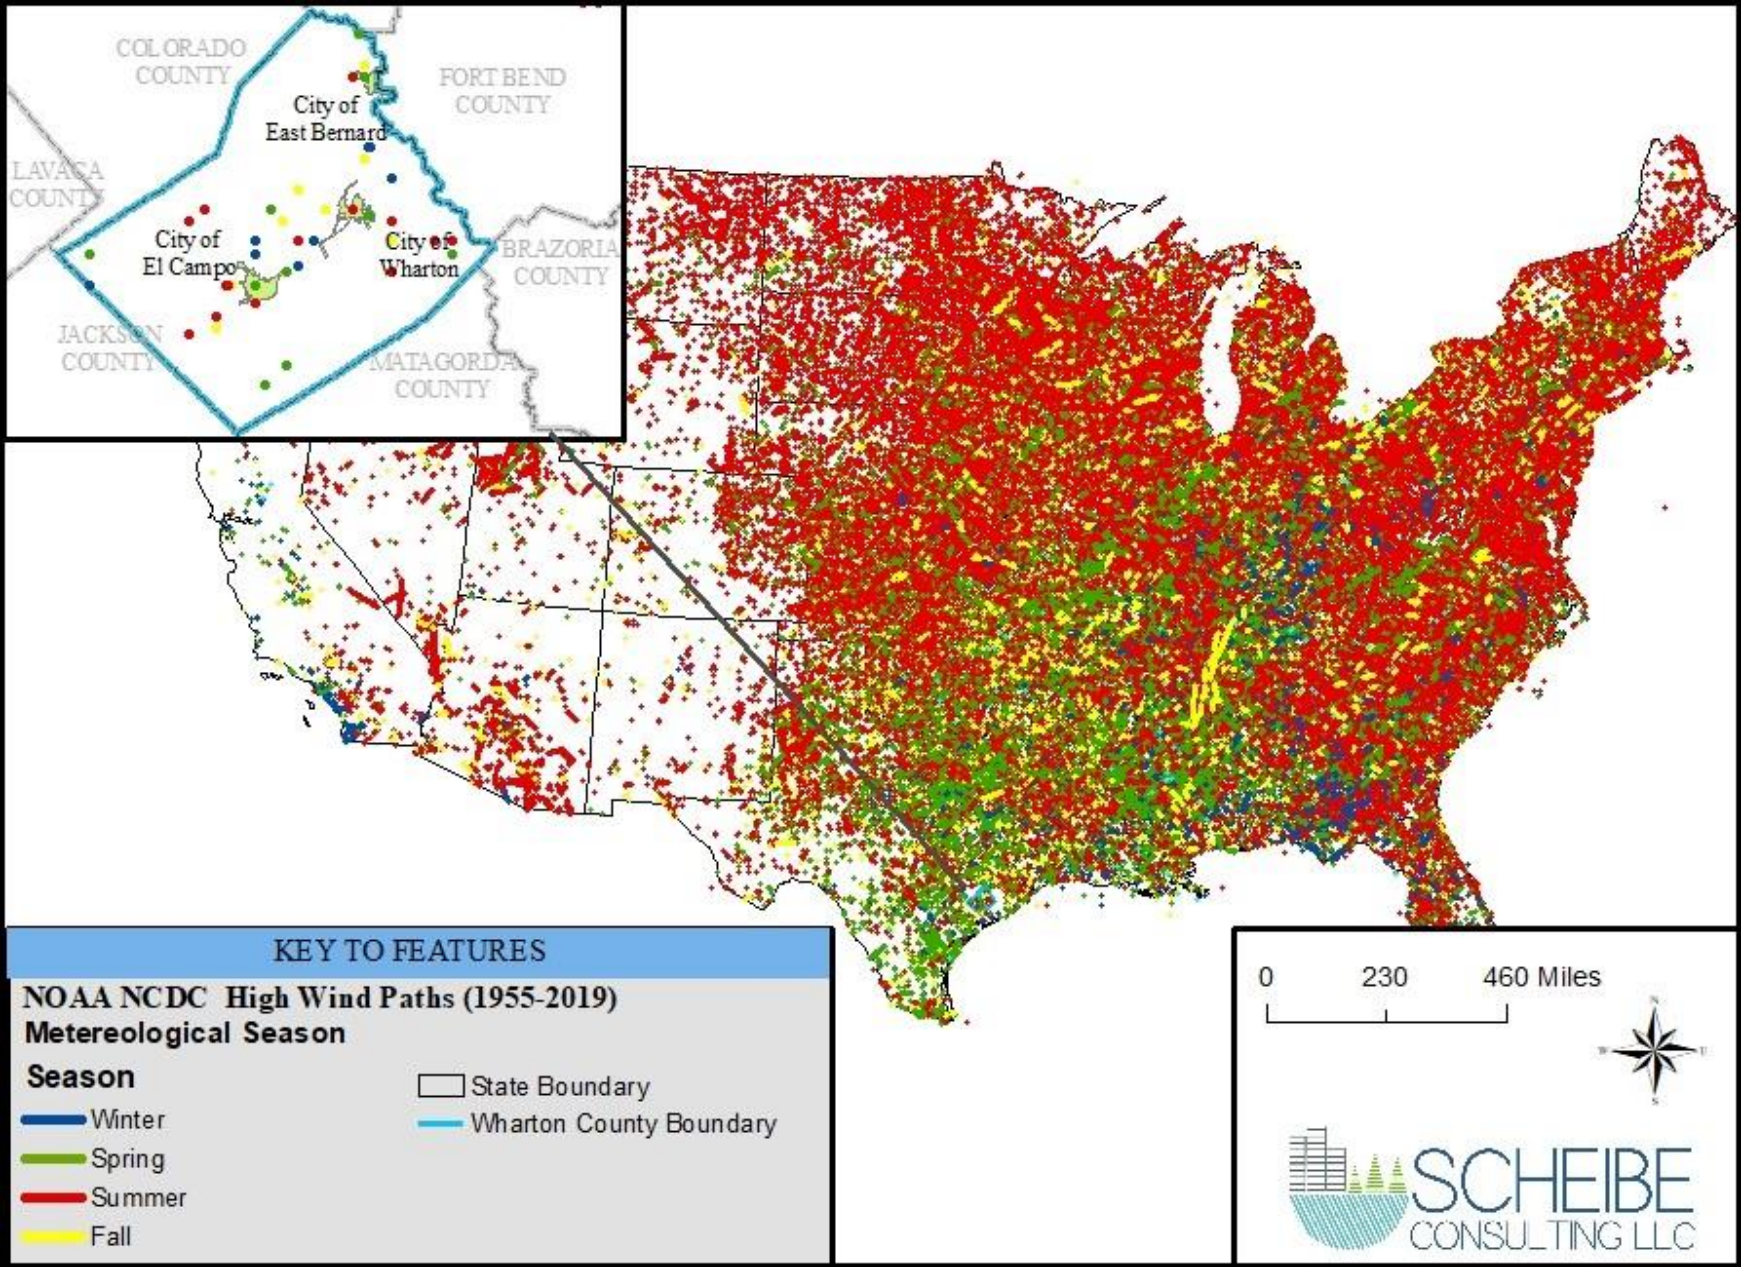 COLORADO
COUNTY
FORT BEND
COUNTY
City of
East Bernard
LAVACA
COUNTY
City of
El Campo
City of
Wharton
BRAZORIA
COUNTY
JACKSON
COUNTY
MATAGORDA
COUNTY
KEY TO FEATURES
NOAA NCDC High Wind Paths (1955-2019)
Metereological Season
Season
Winter
Spring
Summer
Fall
State Boundary
Wharton County Boundary
0 230 460 Miles
N
W
S
SCHEIBE
CONSULTING LLC